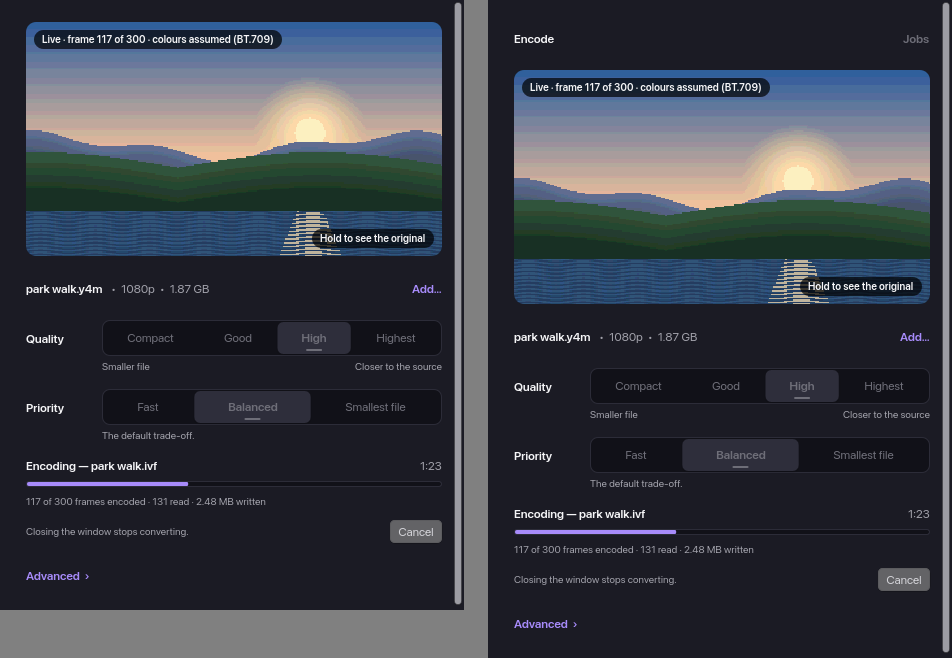 Live · frame 117 of 300 · colours assumed (BT.709)
Hold to see the original
park walk.y4m • 1080p • 1.87 GB Add...
Quality Compact Good High Highest
Smaller file Closer to the source
Priority Fast Balanced Smallest file
The default trade-off.
Encoding — park walk.ivf 1:23
117 of 300 frames encoded · 131 read · 2.48 MB written
Closing the window stops converting. Cancel
Advanced ›
Encode Jobs
Live · frame 117 of 300 · colours assumed (BT.709)
Hold to see the original
park walk.y4m • 1080p • 1.87 GB Add...
Quality Compact Good High Highest
Smaller file Closer to the source
Priority Fast Balanced Smallest file
The default trade-off.
Encoding — park walk.ivf 1:23
117 of 300 frames encoded · 131 read · 2.48 MB written
Closing the window stops converting. Cancel
Advanced ›